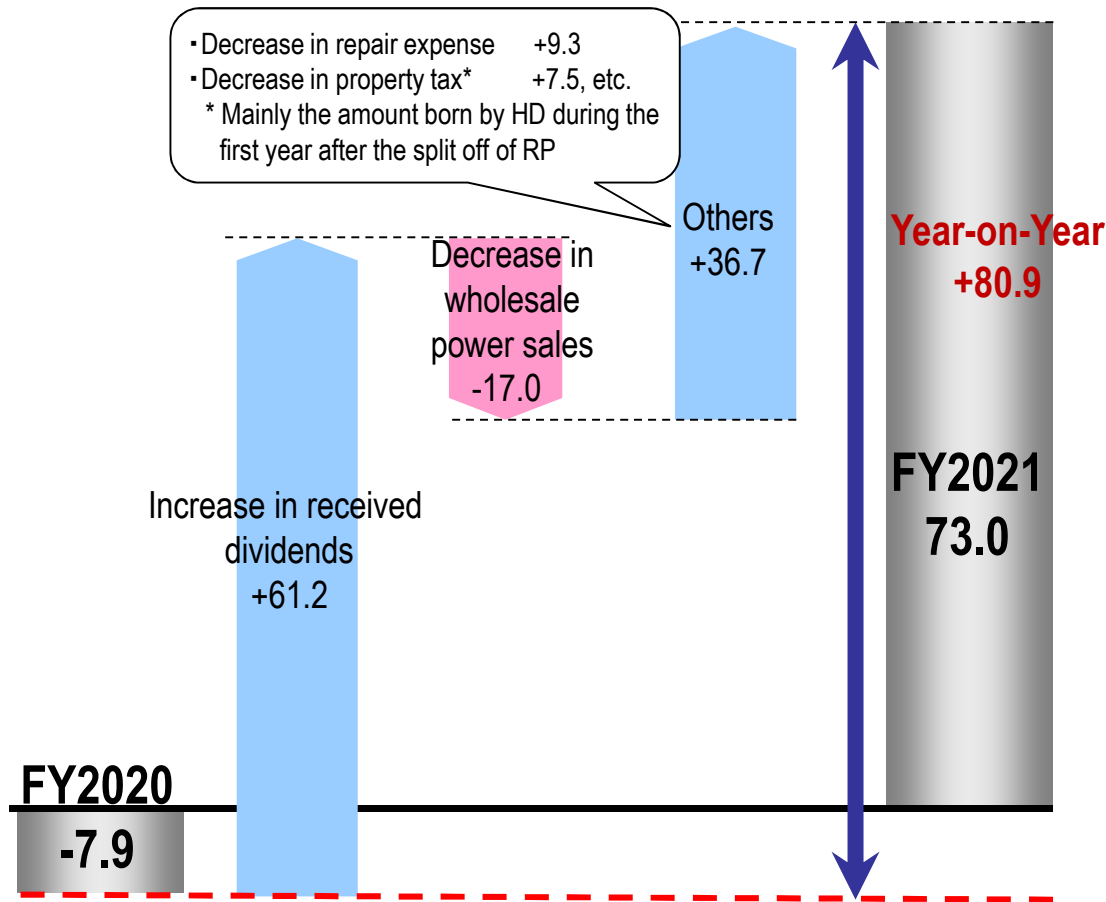 ・Decrease in repair expense +9.3
・Decrease in property tax* +7.5, etc.
* Mainly the amount born by HD during the
first year after the split off of RP
Others
+36.7
Year-on-Year
+80.9
Decrease in
wholesale
power sales
-17.0
FY2021
73.0
Increase in received
dividends
+61.2
FY2020
-7.9